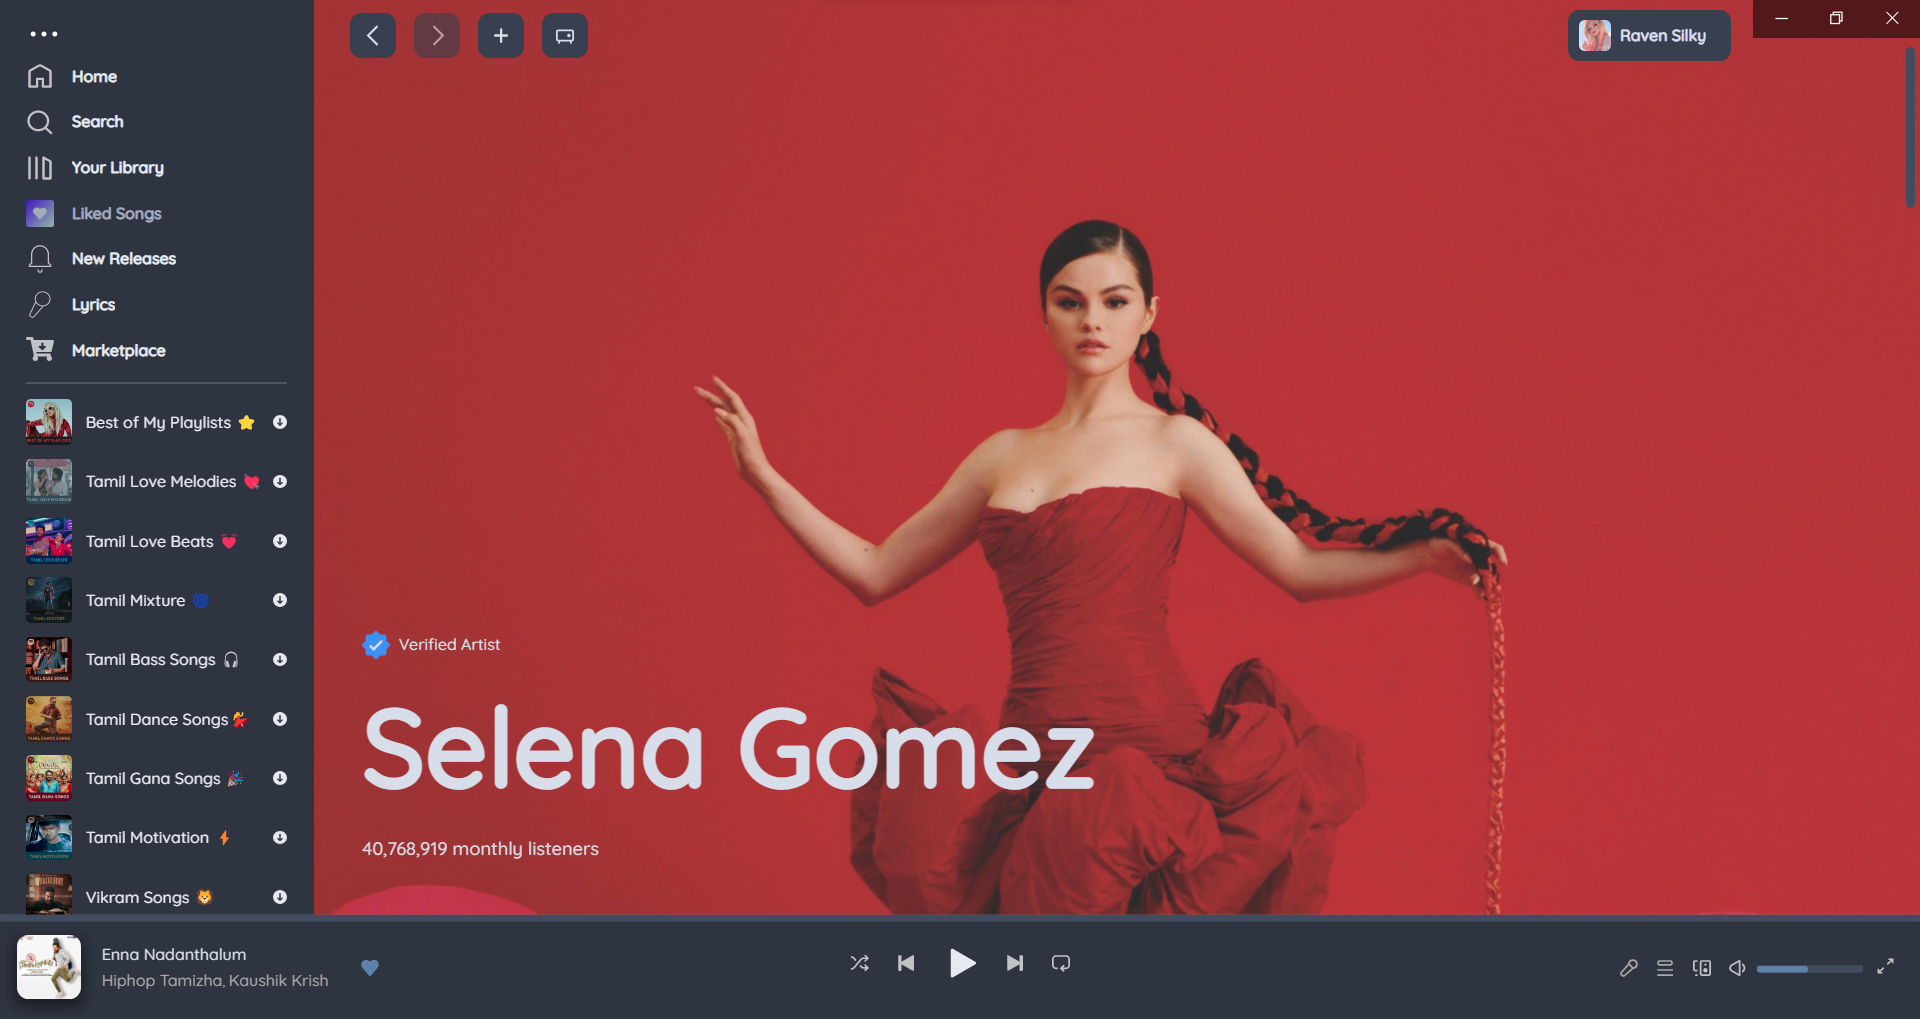 Home
Search
Your Library
Liked Songs
New Releases
Lyrics
Marketplace
Best of My Playlists ⭐
Tamil Love Melodies 💘
Tamil Love Beats 💓
Tamil Mixture 🌀
Tamil Bass Songs 🎧
Tamil Dance Songs 💃
Tamil Gana Songs 🎉
Tamil Motivation ⚡
Vikram Songs 🦁
Raven Silky
Verified Artist
Selena Gomez
40,768,919 monthly listeners
Enna Nadanthalum
Hiphop Tamizha, Kaushik Krish